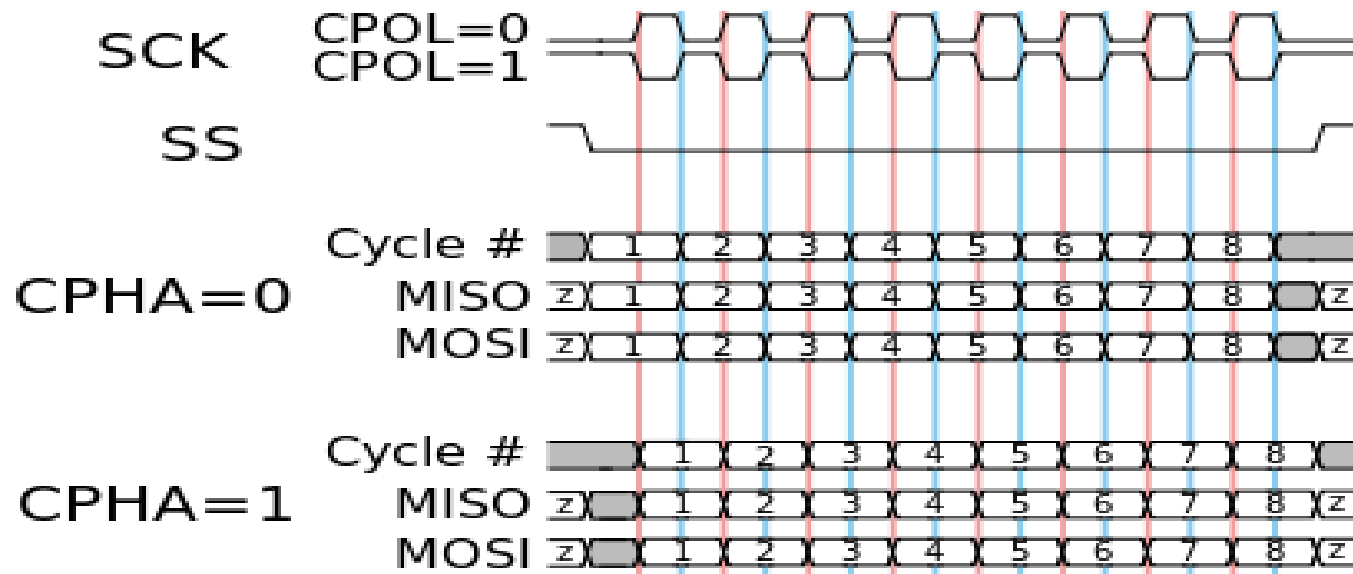 SCK CPOL=0
CPOL=1
SS
Cycle # 1 2 3 4 5 6 7 8
CPHA=0 MISO z 1 2 3 4 5 6 7 8 z
MOSI z 1 2 3 4 5 6 7 8 z
Cycle # 1 2 3 4 5 6 7 8
CPHA=1 MISO z 1 2 3 4 5 6 7 8 z
MOSI z 1 2 3 4 5 6 7 8 z